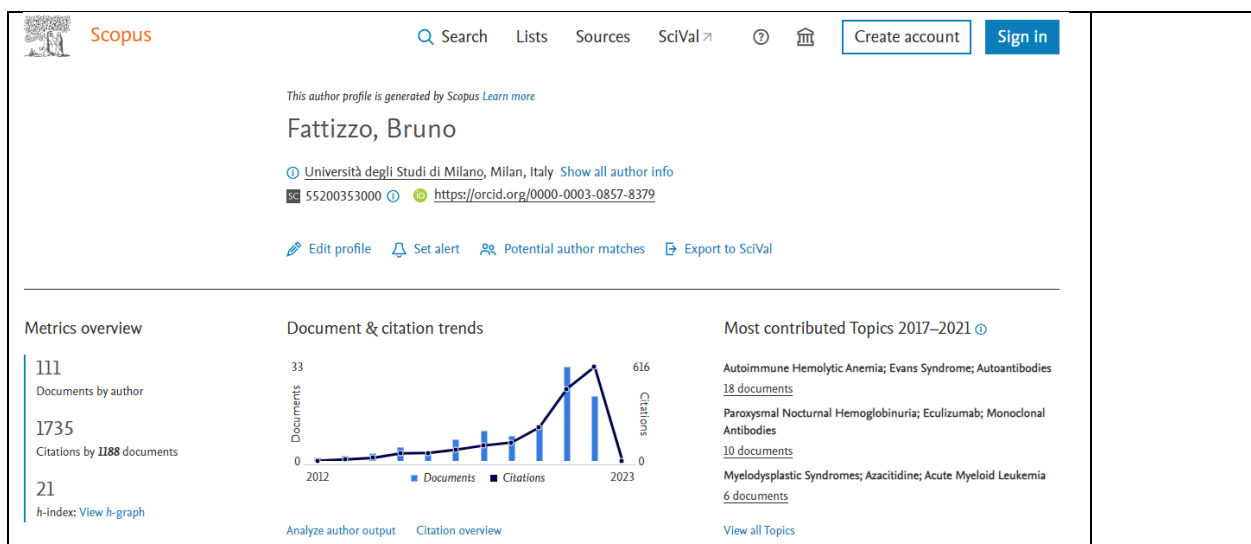 Scopus
Search Lists Sources SciVal Create account Sign in
This author profile is generated by Scopus Learn more
Fattizzo, Bruno
Università degli Studi di Milano, Milan, Italy Show all author info
SC 55200353000 iD https://orcid.org/0000-0003-0857-8379
Edit profile Set alert Potential author matches Export to SciVal
Metrics overview
111
Documents by author
1735
Citations by 1188 documents
21
h-index: View h-graph
Document & citation trends
33
616
Documents
Citations
0
0
2012
Documents
Citations
2023
Analyze author output Citation overview
Most contributed Topics 2017–2021
Autoimmune Hemolytic Anemia; Evans Syndrome; Autoantibodies
18 documents
Paroxysmal Nocturnal Hemoglobinuria; Eculizumab; Monoclonal
Antibodies
10 documents
Myelodysplastic Syndromes; Azacitidine; Acute Myeloid Leukemia
6 documents
View all Topics